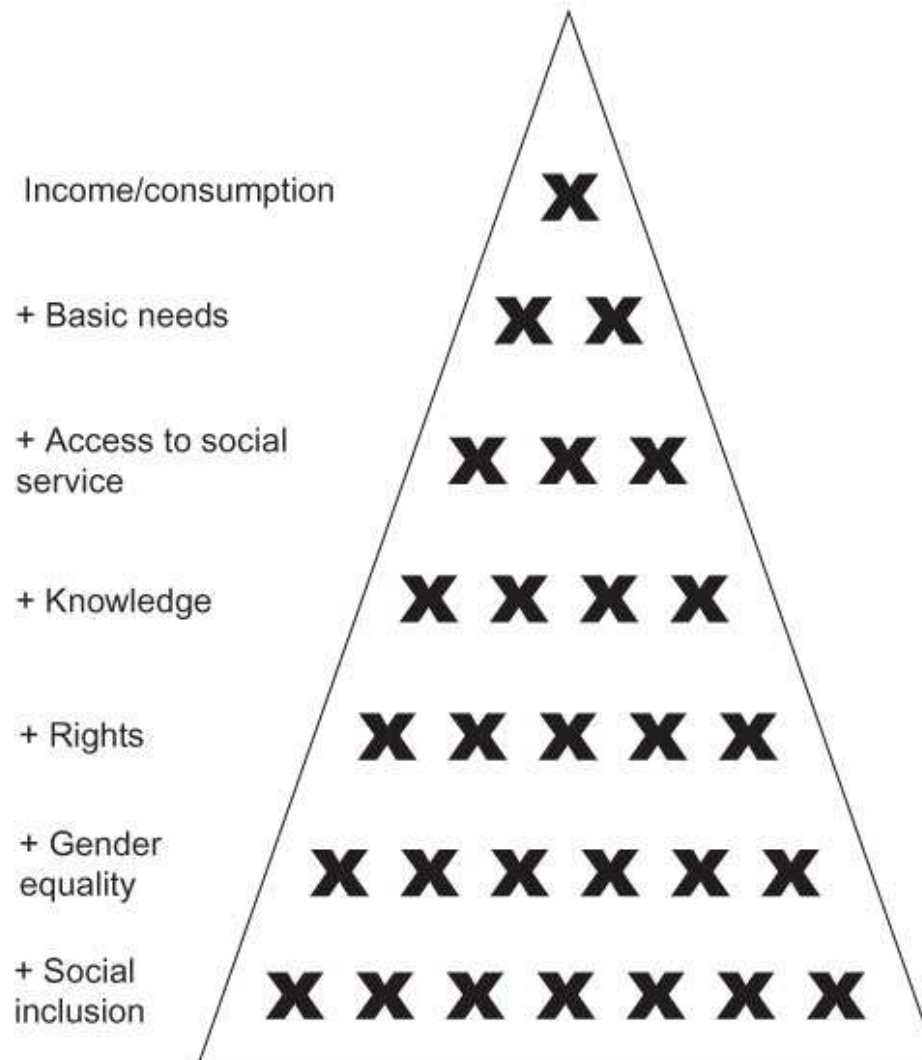 Income/consumption
X
+ Basic needs
X X
+ Access to social
service
X X X
+ Knowledge
X X X X
+ Rights
X X X X X
+ Gender
equality
X X X X X X
+ Social
inclusion
X X X X X X X